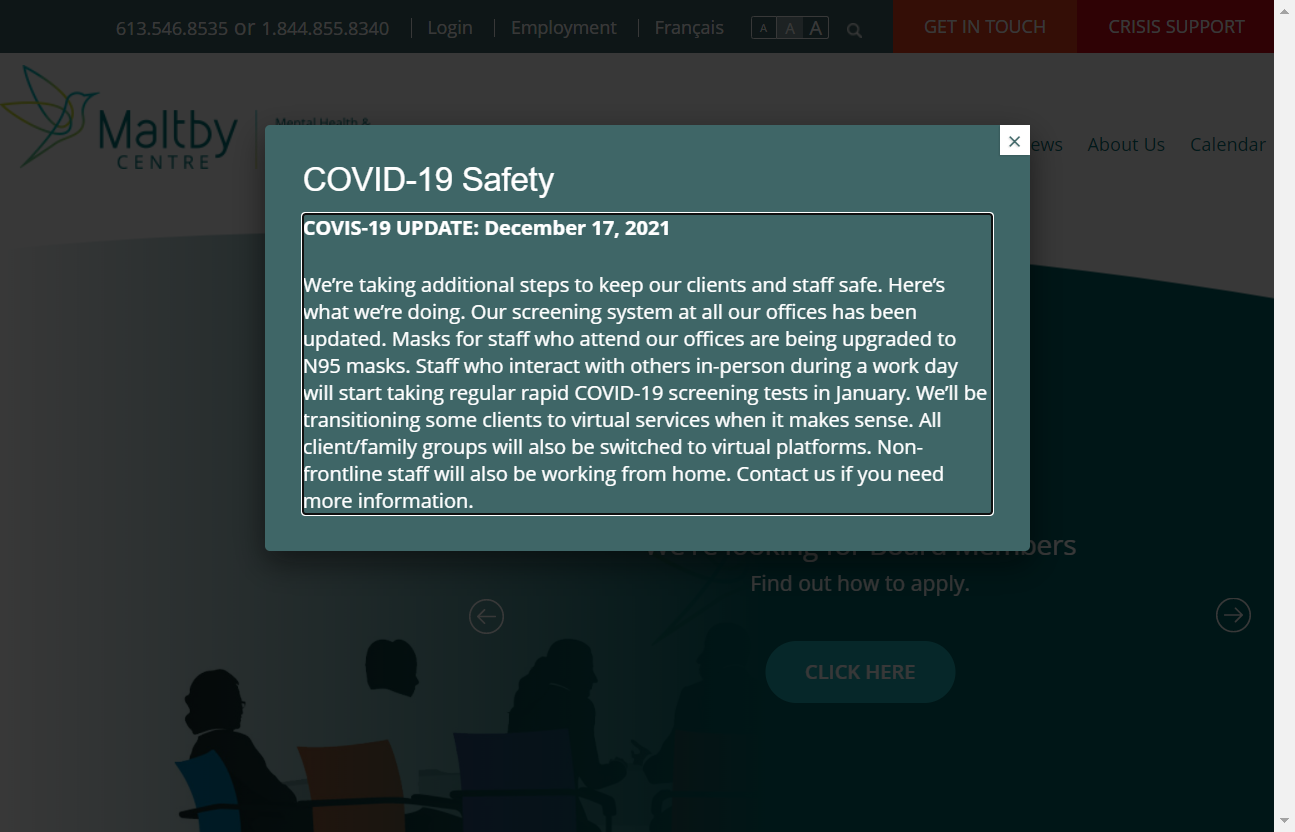 613.546.8535 or 1.844.855.8340 Login Employment Français A A A GET IN TOUCH CRISIS SUPPORT
Maltby
CENTRE
Mental Health &
ews About Us Calendar
×
COVID-19 Safety
COVIS-19 UPDATE: December 17, 2021
We’re taking additional steps to keep our clients and staff safe. Here’s
what we’re doing. Our screening system at all our offices has been
updated. Masks for staff who attend our offices are being upgraded to
N95 masks. Staff who interact with others in-person during a work day
will start taking regular rapid COVID-19 screening tests in January. We’ll be
transitioning some clients to virtual services when it makes sense. All
client/family groups will also be switched to virtual platforms. Non-
frontline staff will also be working from home. Contact us if you need
more information.
We're looking for Board Members
Find out how to apply.
CLICK HERE